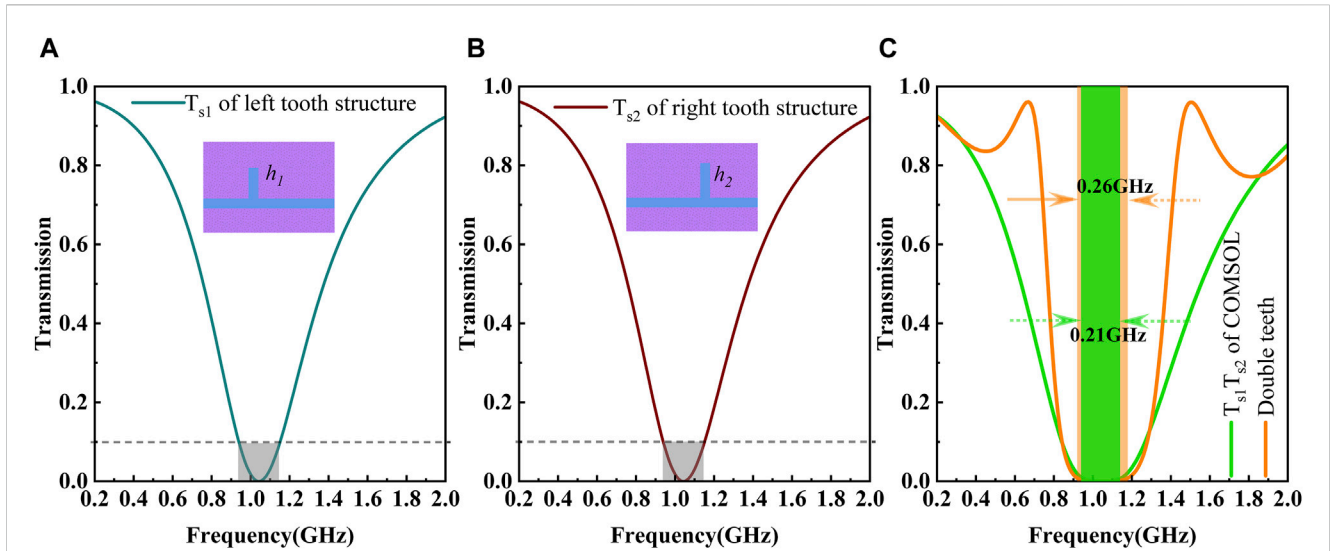 A
T_s1 of left tooth structure
h_1
Transmission
1.0
0.8
0.6
0.4
0.2
0.0
0.2 0.4 0.6 0.8 1.0 1.2 1.4 1.6 1.8 2.0
Frequency(GHz)
B
T_s2 of right tooth structure
h_2
Transmission
1.0
0.8
0.6
0.4
0.2
0.0
0.2 0.4 0.6 0.8 1.0 1.2 1.4 1.6 1.8 2.0
Frequency(GHz)
C
0.26GHz
0.21GHz
T_s1T_s2 of COMSOL
Double teeth
Transmission
1.0
0.8
0.6
0.4
0.2
0.0
0.2 0.4 0.6 0.8 1.0 1.2 1.4 1.6 1.8 2.0
Frequency(GHz)